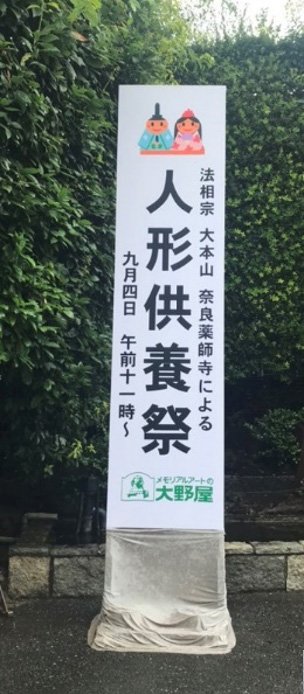 法相宗 大本山 奈良薬師寺による
人形供養祭
九月四日 午前十一時～
メモリアルアートの
大野屋